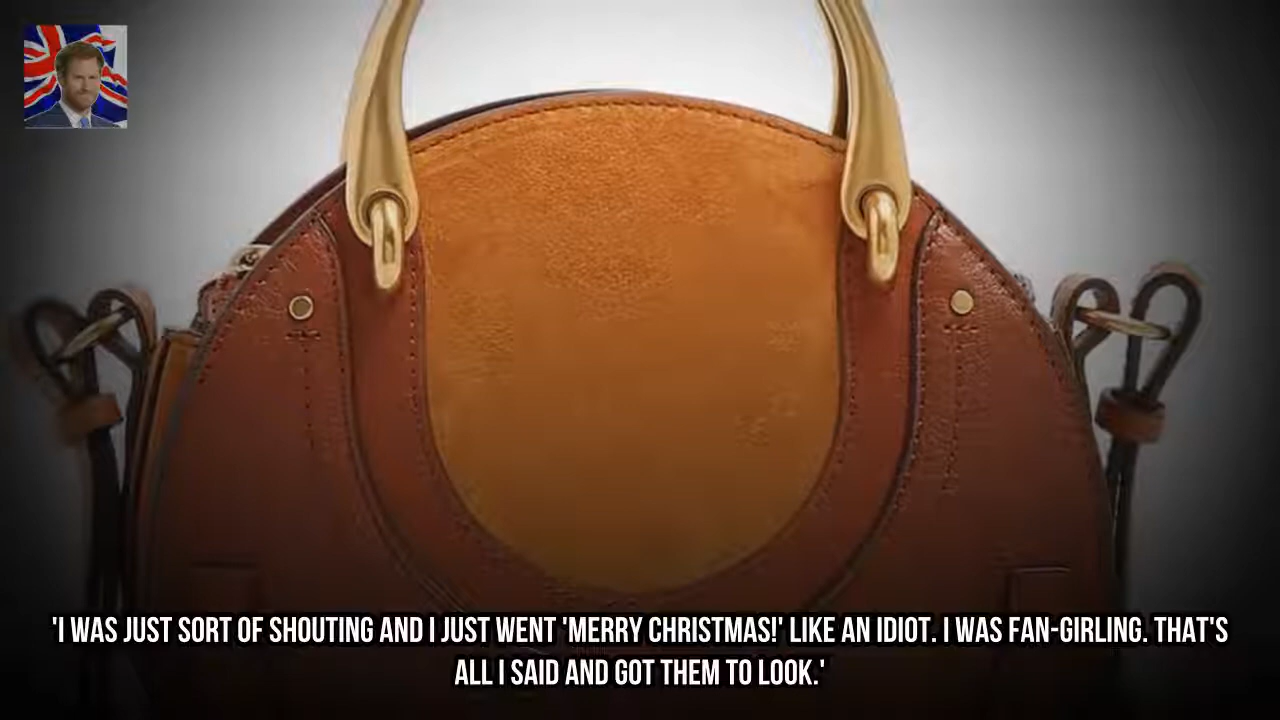 'I WAS JUST SORT OF SHOUTING AND I JUST WENT 'MERRY CHRISTMAS!' LIKE AN IDIOT. I WAS FAN-GIRLING. THAT'S
ALL I SAID AND GOT THEM TO LOOK.'